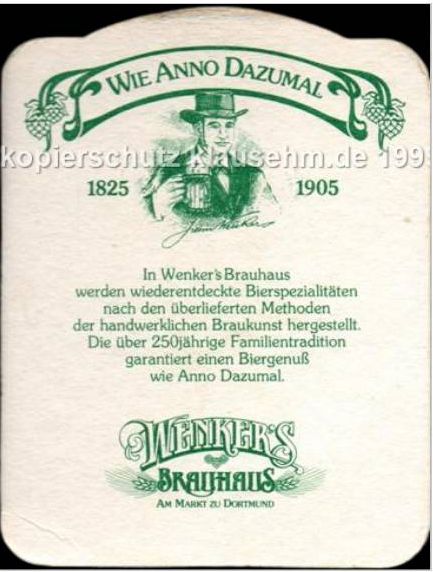 WIE ANNO DAZUMAL
kopierschutz klausehm.de 199
1825 1905
In Wenker's Brauhaus
werden wiederentdeckte Bierspezialitäten
nach den überlieferten Methoden
der handwerklichen Braukunst hergestellt.
Die über 250jährige Familientradition
garantiert einen Biergenuß
wie Anno Dazumal.
WENKER'S
BRAUHAUS
AM MARKT ZU DORTMUND